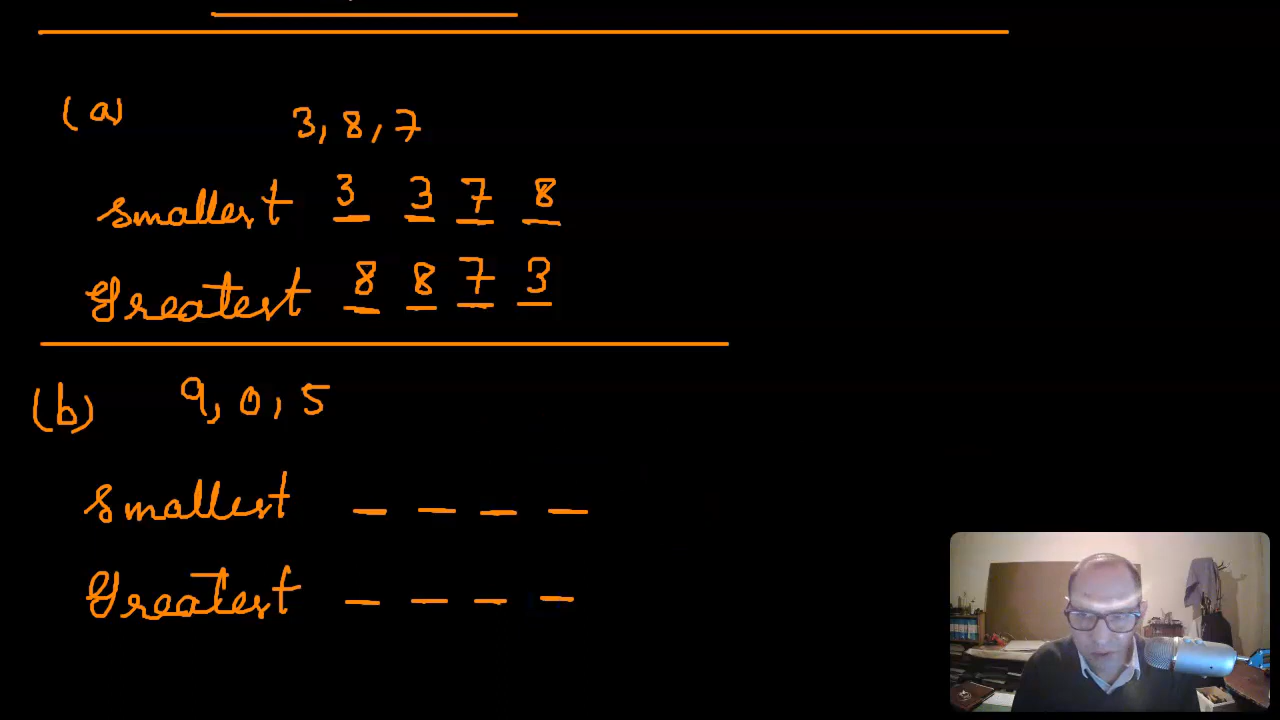 (a) 3, 8, 7
Smallest 3 3 7 8
Greatest 8 8 7 3
(b) 9, 0, 5
Smallest _ _ _ _
Greatest _ _ _ _